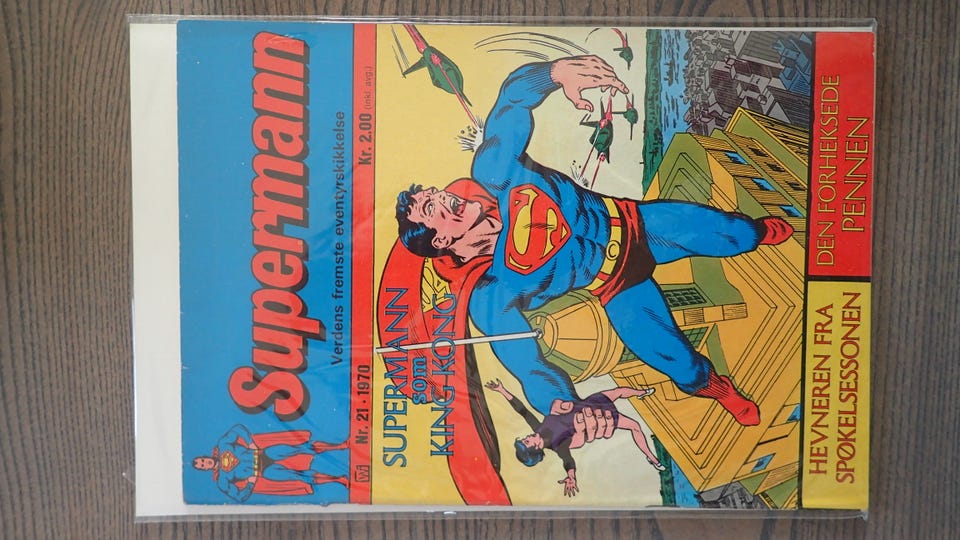 Supermann
Verdens fremste eventyrskikkelse
Nr. 21 · 1970
Kr. 2.00 (inkl. avg.)
SUPERMANN
som
KING KONG
HEVNEREN FRA
SPØKELSESSONEN
DEN FORHEKSEDE
PENNEN